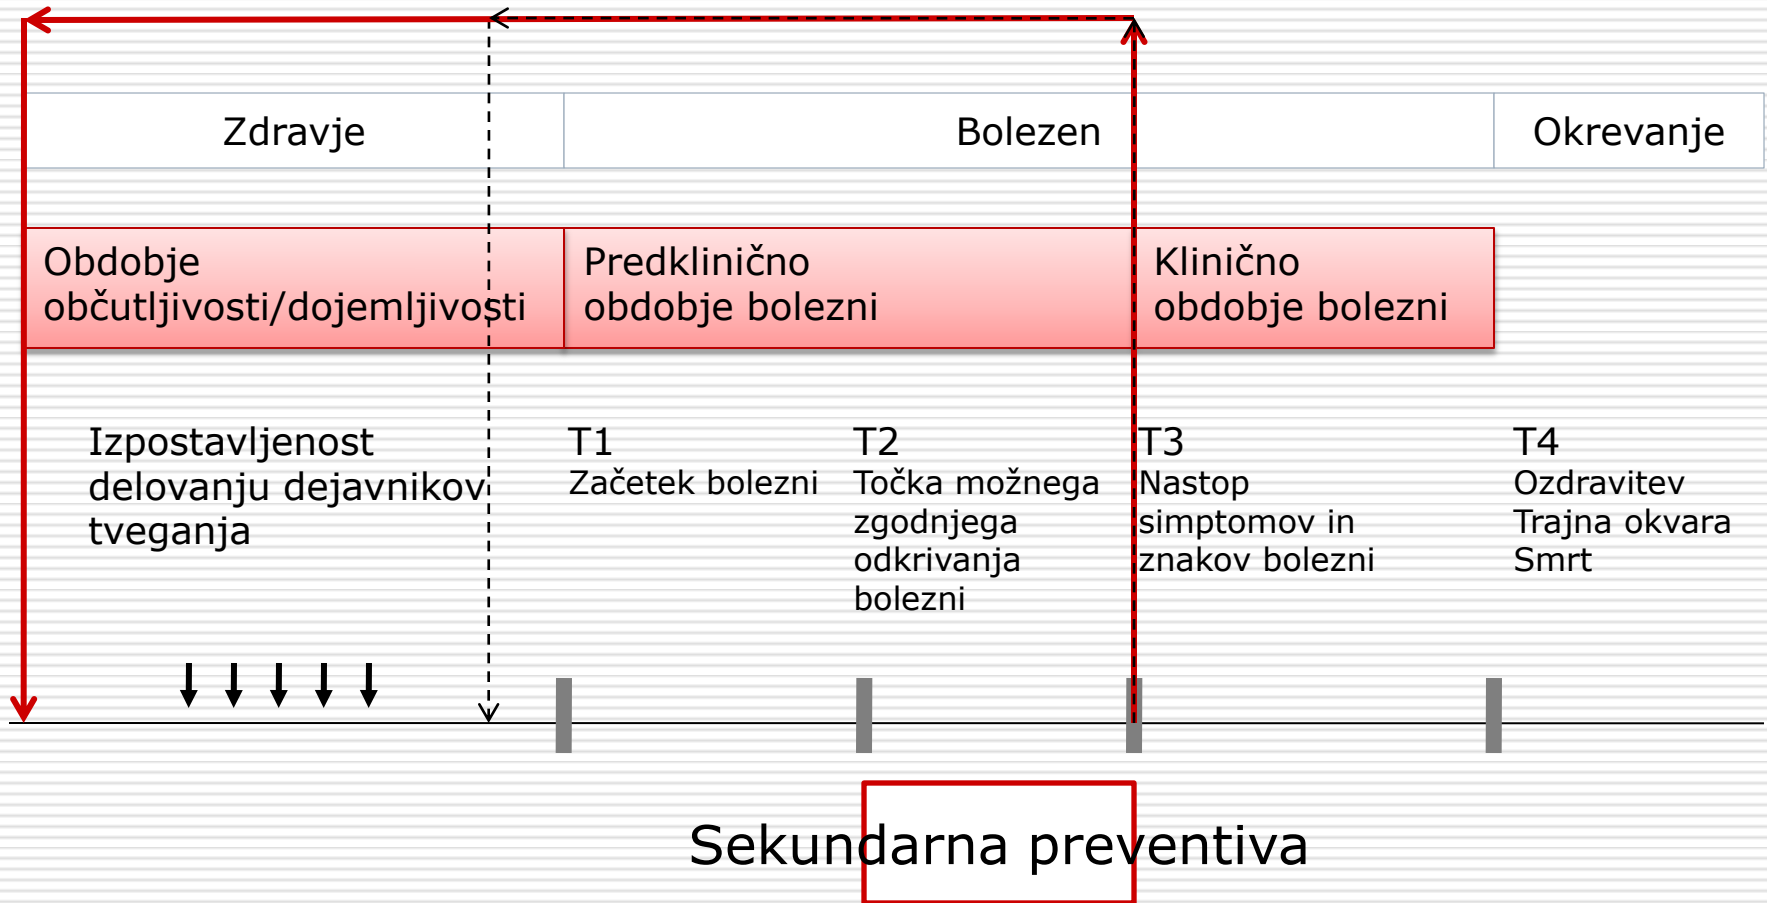 Zdravje
Bolezen
Okrevanje
Obdobje
občutljivosti/dojemljivosti
Predklinično
obdobje bolezni
Klinično
obdobje bolezni
Izpostavljenost
delovanju dejavnikov
tveganja
T1
Začetek bolezni
T2
Točka možnega
zgodnjega
odkrivanja
bolezni
T3
Nastop
simptomov in
znakov bolezni
T4
Ozdravitev
Trajna okvara
Smrt
Sekundarna preventiva